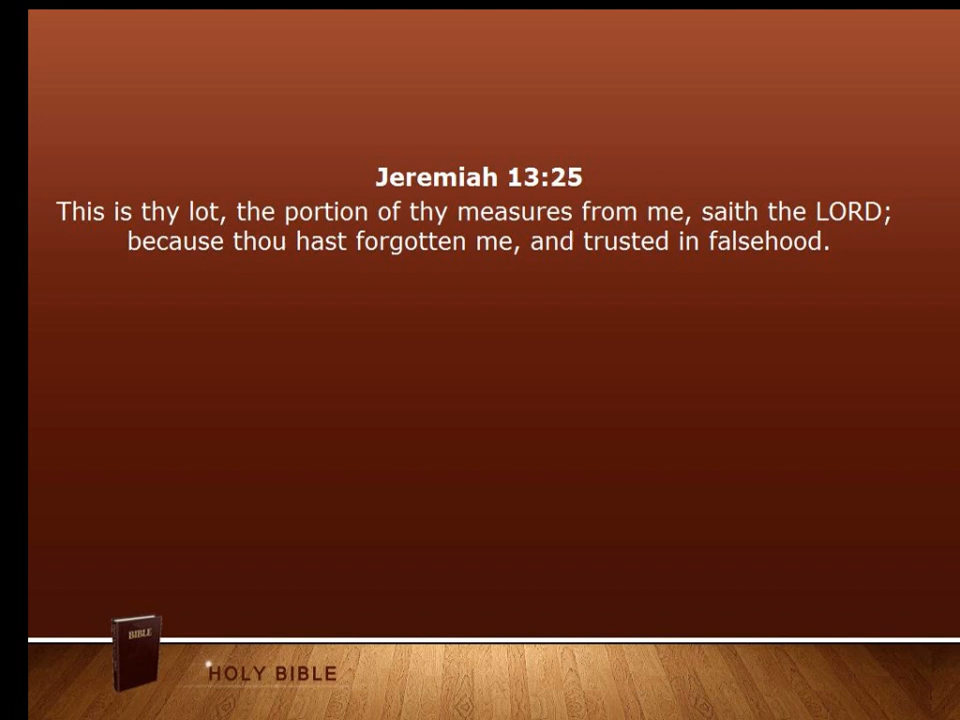 Jeremiah 13:25
This is thy lot, the portion of thy measures from me, saith the LORD;
because thou hast forgotten me, and trusted in falsehood.
BIBLE
HOLY BIBLE